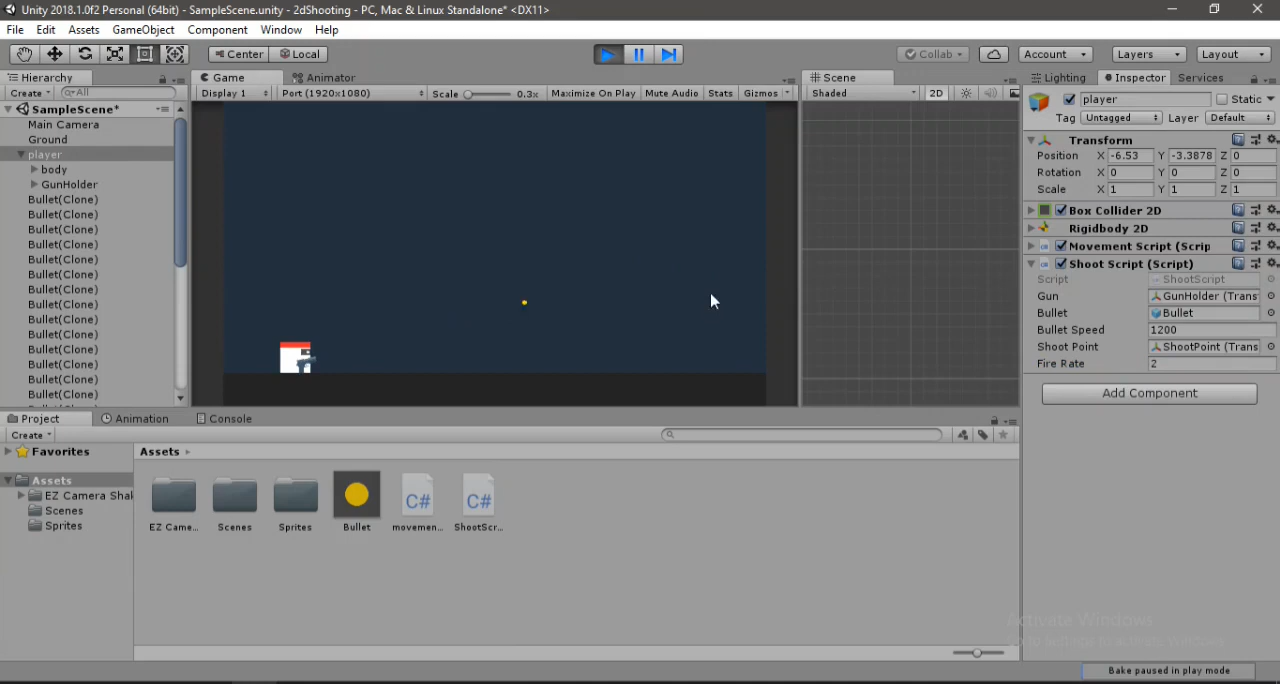 Unity 2018.1.0f2 Personal (64bit) - SampleScene.unity - 2dShooting - PC, Mac & Linux Standalone* <DX11>
File Edit Assets GameObject Component Window Help
Center Local Collab Account Layers Layout
Hierarchy Game Animator Scene Lighting Inspector Services
Create All Display 1 Port (1920x1080) Scale 0.3x Maximize On Play Mute Audio Stats Gizmos Shaded 2D
player Static
Tag Untagged Layer Default
SampleScene*
Main Camera
Ground
player
body
GunHolder
Bullet(Clone)
Bullet(Clone)
Bullet(Clone)
Bullet(Clone)
Bullet(Clone)
Bullet(Clone)
Bullet(Clone)
Bullet(Clone)
Bullet(Clone)
Bullet(Clone)
Bullet(Clone)
Bullet(Clone)
Bullet(Clone)
Bullet(Clone)
Transform
Position X -6.53 Y -3.3878 Z 0
Rotation X 0 Y 0 Z 0
Scale X 1 Y 1 Z 1
Box Collider 2D
Rigidbody 2D
Movement Script (Scrip
Shoot Script (Script)
Script ShootScript
Gun GunHolder (Trans
Bullet Bullet
Bullet Speed 1200
Shoot Point ShootPoint (Trans
Fire Rate 2
Add Component
Project Animation Console
Create
Favorites
Assets
EZ Camera Shal
Scenes
Sprites
Assets
C# C#
EZ Came... Scenes Sprites Bullet movemen... ShootScr...
Activate Windows
Go to Settings to activate Windows.
Bake paused in play mode